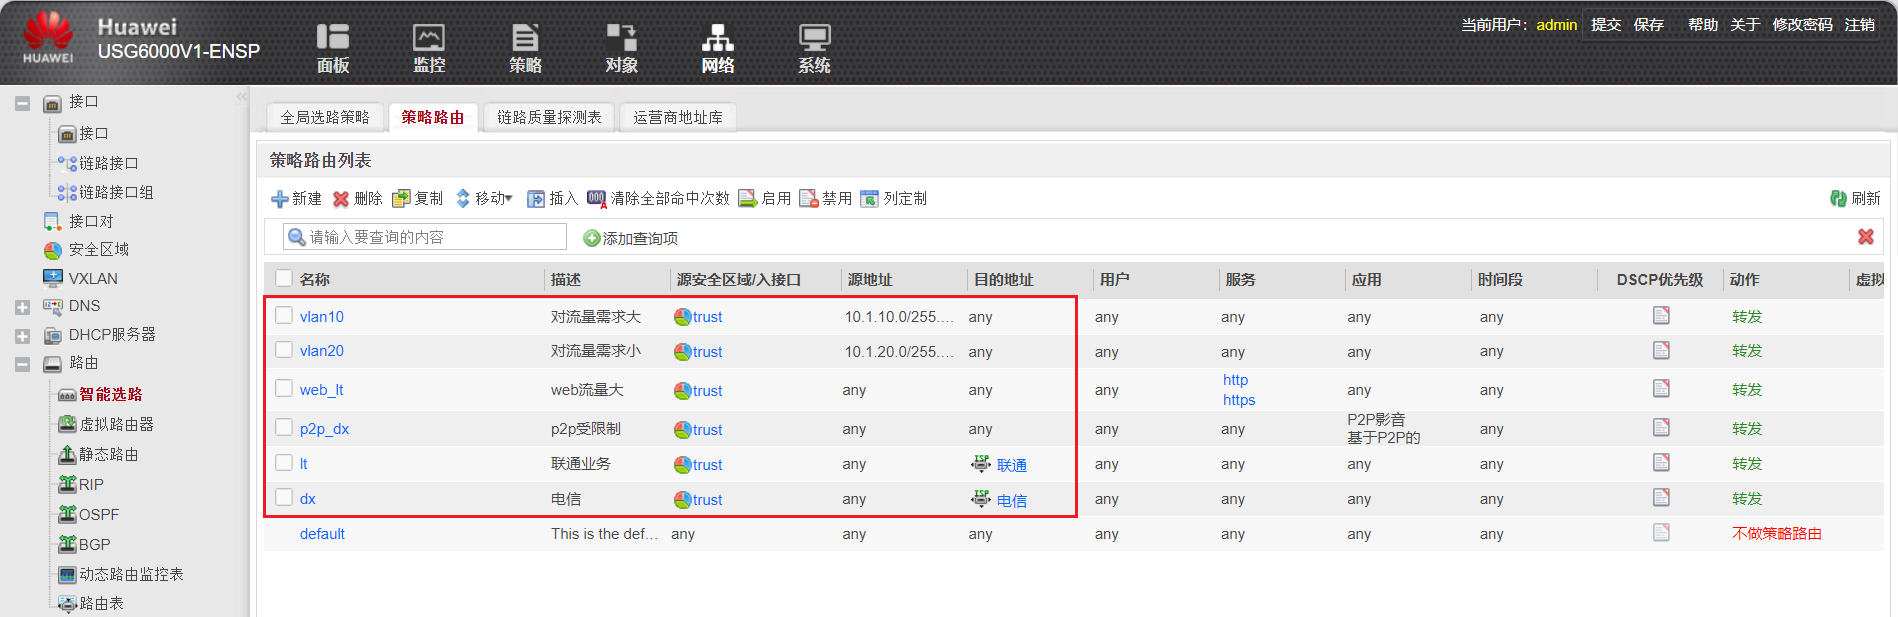 Huawei
USG6000V1-ENSP
HUAWEI
面板
监控
策略
对象
网络
系统
当前用户： admin 提交 保存 帮助 关于 修改密码 注销
接口
接口
链路接口
链路接口组
接口对
安全区域
VXLAN
DNS
DHCP服务器
路由
智能选路
虚拟路由器
静态路由
RIP
OSPF
BGP
动态路由监控表
路由表
全局选路策略 策略路由 链路质量探测表 运营商地址库
策略路由列表
新建 删除 复制 移动 插入 清除全部命中次数 启用 禁用 列定制 刷新
请输入要查询的内容 添加查询项
名称 描述 源安全区域/入接口 源地址 目的地址 用户 服务 应用 时间段 DSCP优先级 动作 虚拟
vlan10 对流量需求大 trust 10.1.10.0/255.... any any any any any 转发
vlan20 对流量需求小 trust 10.1.20.0/255.... any any any any any 转发
web_lt web流量大 trust any any any http https any any 转发
p2p_dx p2p受限制 trust any any any any P2P影音 基于P2P的 any 转发
lt 联通业务 trust any ISP 联通 any any any any 转发
dx 电信 trust any ISP 电信 any any any any 转发
default This is the def... any any any any any any any 不做策略路由